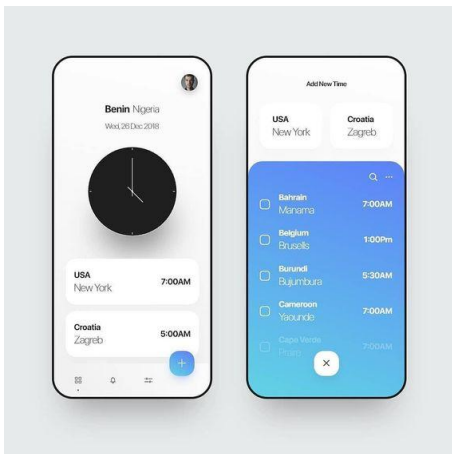 Benin Nigeria
Wed, 26 Dec 2018
USA
New York
7:00AM
Croatia
Zagreb
5:00AM
Add New Time
USA
New York
Croatia
Zagreb
Bahrain
Manama
7:00AM
Belgium
Brusells
1:00Pm
Burundi
Bujumbura
5:30AM
Cameroon
Yaounde
7:00AM
Cape Verde
7:00AM